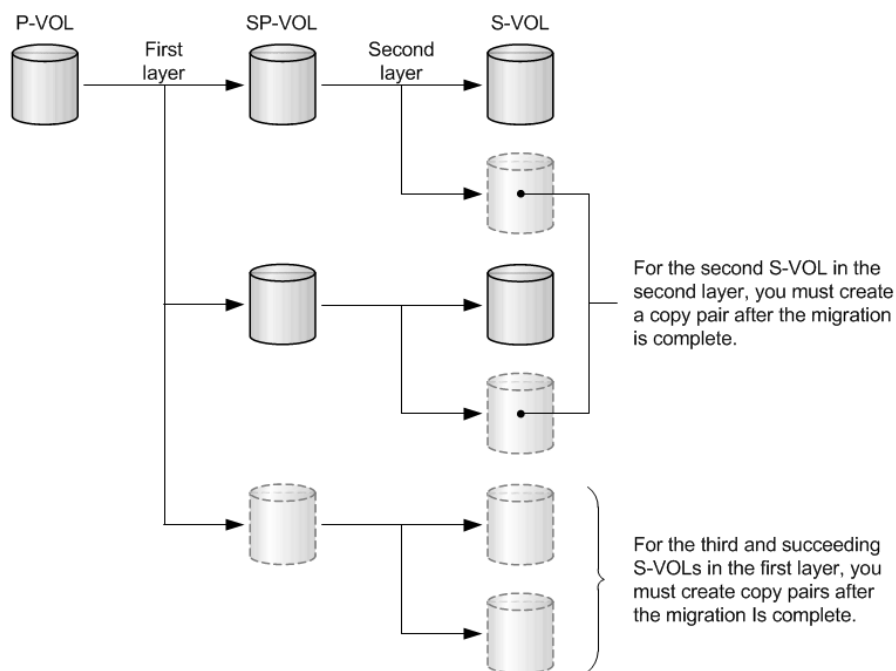 P-VOL
SP-VOL
S-VOL
First
layer
Second
layer
For the second S-VOL in the
second layer, you must create
a copy pair after the migration
is complete.
For the third and succeeding
S-VOLs in the first layer, you
must create copy pairs after
the migration Is complete.